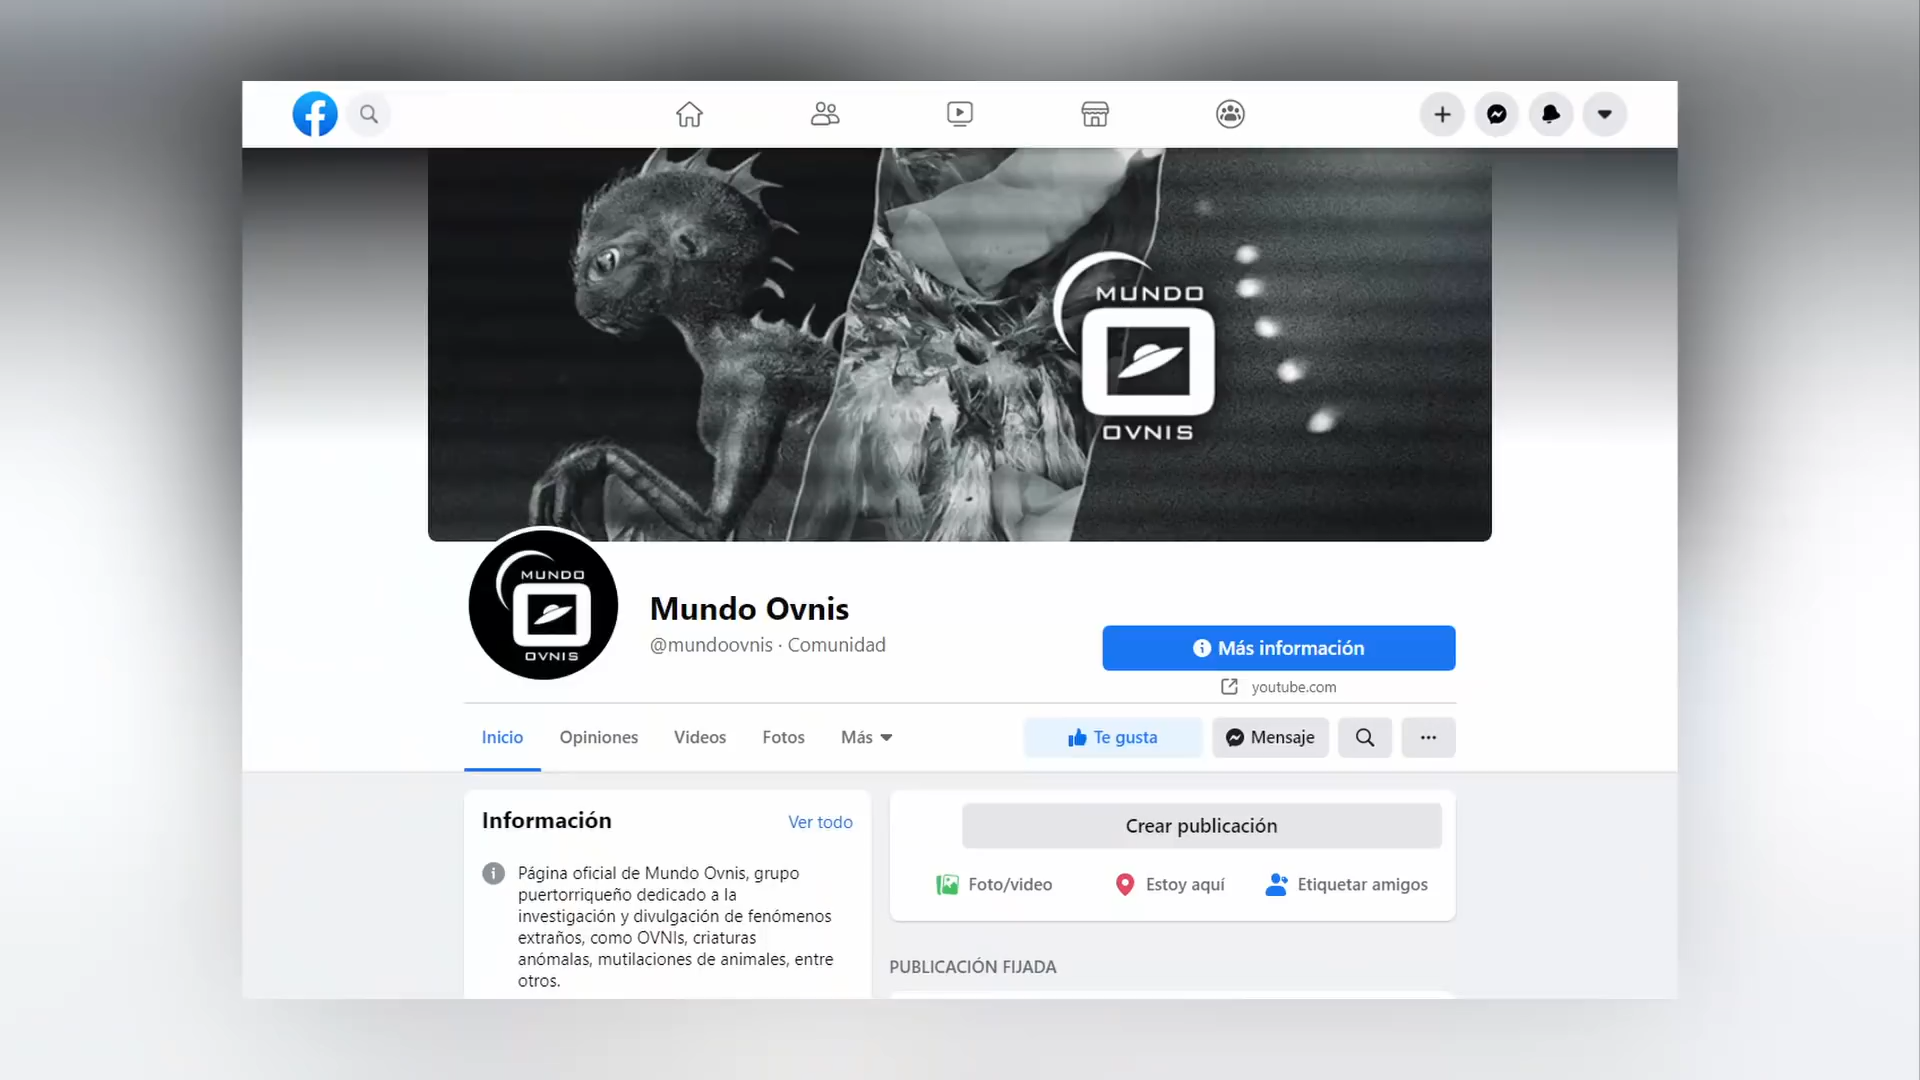 MUNDO
OVNIS
MUNDO
OVNIS
Mundo Ovnis
@mundoovnis · Comunidad
Más información
youtube.com
Inicio
Opiniones
Videos
Fotos
Más
Te gusta
Mensaje
Información
Ver todo
Página oficial de Mundo Ovnis, grupo
puertorriqueño dedicado a la
investigación y divulgación de fenómenos
extraños, como OVNIs, criaturas
anómalas, mutilaciones de animales, entre
otros.
Crear publicación
Foto/video
Estoy aquí
Etiquetar amigos
PUBLICACIÓN FIJADA